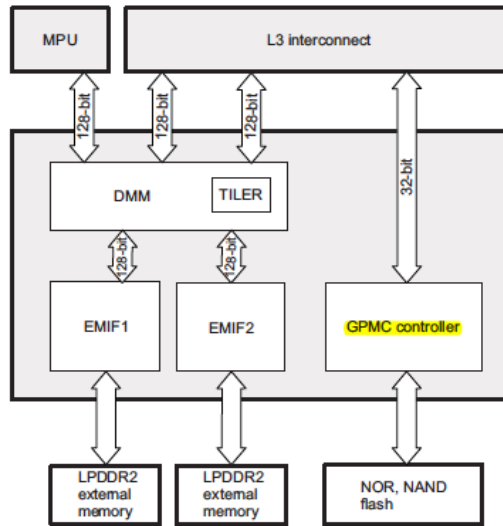 MPU
L3 interconnect
128-bit
128-bit
128-bit
32-bit
DMM
TILER
128-bit
128-bit
EMIF1
EMIF2
GPMC controller
LPDDR2
external
memory
LPDDR2
external
memory
NOR, NAND
flash